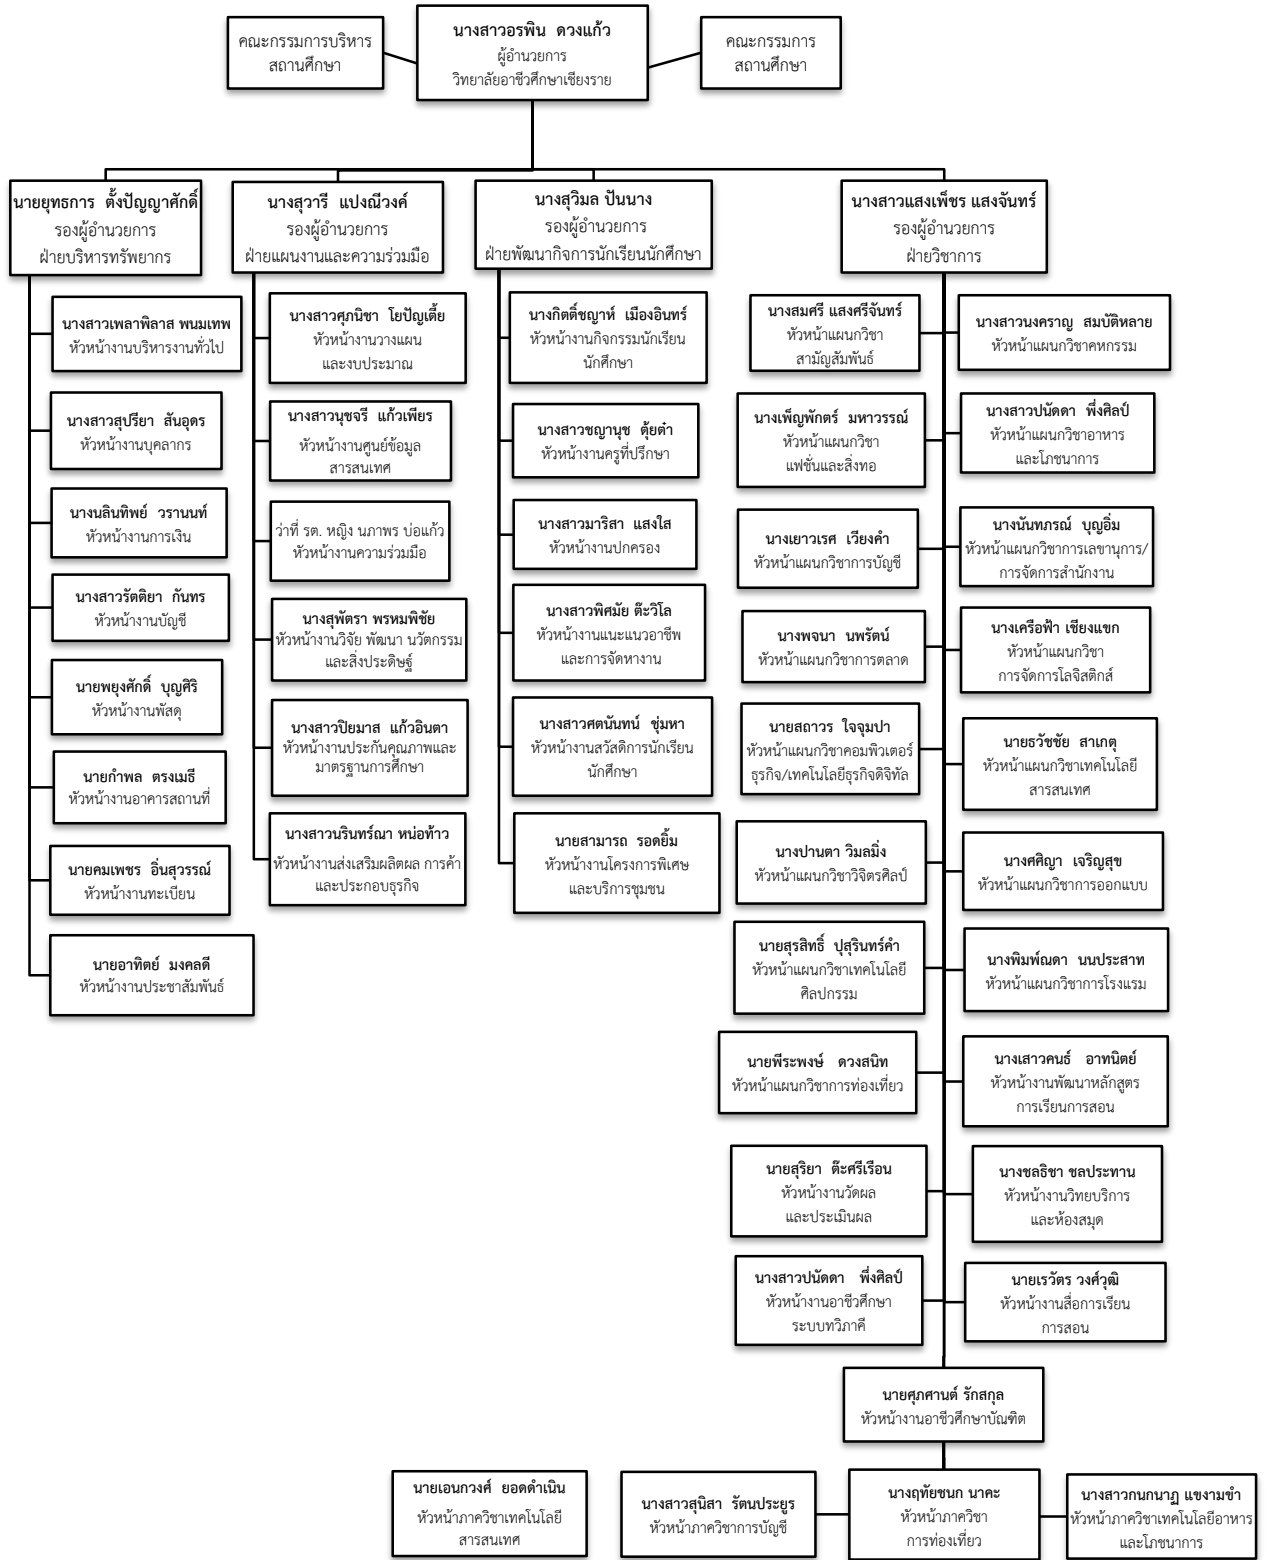 คณะกรรมการบริหาร
สถานศึกษา
นางสาวอรพิน ดวงแก้ว
ผู้อำนวยการ
วิทยาลัยอาชีวศึกษาเชียงราย
คณะกรรมการ
สถานศึกษา
นายยุทธการ ตั้งปัญญาศักดิ์
รองผู้อำนวยการ
ฝ่ายบริหารทรัพยากร
นางสาวเพลาพิลาส พนมเทพ
หัวหน้างานบริหารงานทั่วไป
นางสาวสุปรียา สันอุดร
หัวหน้างานบุคลากร
นางนลินทิพย์ วรานนท์
หัวหน้างานการเงิน
นางสาวรัตติยา กันทร
หัวหน้างานบัญชี
นายพยุงศักดิ์ บุญศิริ
หัวหน้างานพัสดุ
นายกำพล ตรงเมธี
หัวหน้างานอาคารสถานที่
นายคมเพชร อิ่นสุวรรณ์
หัวหน้างานทะเบียน
นายอาทิตย์ มงคลดี
หัวหน้างานประชาสัมพันธ์
นางสุวารี แปงณีวงค์
รองผู้อำนวยการ
ฝ่ายแผนงานและความร่วมมือ
นางสาวศุภนิชา โยปัญเตี้ย
หัวหน้างานวางแผน
และงบประมาณ
นางสาวนุชจรี แก้วเพียร
หัวหน้างานศูนย์ข้อมูล
สารสนเทศ
ว่าที่ รต. หญิง นภาพร บ่อแก้ว
หัวหน้างานความร่วมมือ
นางสุพัตรา พรหมพิชัย
หัวหน้างานวิจัย พัฒนา นวัตกรรม
และสิ่งประดิษฐ์
นางสาวปิยมาส แก้วอินตา
หัวหน้างานประกันคุณภาพและ
มาตรฐานการศึกษา
นางสาวนรินทร์ณา หน่อท้าว
หัวหน้างานส่งเสริมผลิตผล การค้า
และประกอบธุรกิจ
นางสุวิมล ปันนาง
รองผู้อำนวยการ
ฝ่ายพัฒนากิจการนักเรียนนักศึกษา
นางกิตติ์ชญาห์ เมืองอินทร์
หัวหน้างานกิจกรรมนักเรียน
นักศึกษา
นางสาวชญานุช ตุ้ยต๋า
หัวหน้างานครูที่ปรึกษา
นางสาวมาริสา แสงใส
หัวหน้างานปกครอง
นางสาวพิศมัย ต๊ะวิโล
หัวหน้างานแนะแนวอาชีพ
และการจัดหางาน
นางสาวศตนันทน์ ชุ่มหา
หัวหน้างานสวัสดิการนักเรียน
นักศึกษา
นายสามารถ รอดยิ้ม
หัวหน้างานโครงการพิเศษ
และบริการชุมชน
นางสาวแสงเพ็ชร แสงจันทร์
รองผู้อำนวยการ
ฝ่ายวิชาการ
นางสมศรี แสงศรีจันทร์
หัวหน้าแผนกวิชา
สามัญสัมพันธ์
นางสาวนงคราญ สมบัติหลาย
หัวหน้าแผนกวิชาคหกรรม
นางเพ็ญพักตร์ มหาวรรณ์
หัวหน้าแผนกวิชา
แฟชั่นและสิ่งทอ
นางสาวปนัดดา พึ่งศิลป์
หัวหน้าแผนกวิชาอาหาร
และโภชนาการ
นางเยาวเรศ เวียงคำ
หัวหน้าแผนกวิชาการบัญชี
นางนันทภรณ์ บุญอิ่ม
หัวหน้าแผนกวิชาการเลขานุการ/
การจัดการสำนักงาน
นางพจนา นพรัตน์
หัวหน้าแผนกวิชาการตลาด
นางเครือฟ้า เชียงแขก
หัวหน้าแผนกวิชา
การจัดการโลจิสติกส์
นายสถาวร ใจจุมปา
หัวหน้าแผนกวิชาคอมพิวเตอร์
ธุรกิจ/เทคโนโลยีธุรกิจดิจิทัล
นายธวัชชัย สาเกตุ
หัวหน้าแผนกวิชาเทคโนโลยี
สารสนเทศ
นางปานตา วิมลมิ่ง
หัวหน้าแผนกวิชาวิจิตรศิลป์
นางศศิญา เจริญสุข
หัวหน้าแผนกวิชาการออกแบบ
นายสุรสิทธิ์ ปุสุรินทร์คำ
หัวหน้าแผนกวิชาเทคโนโลยี
ศิลปกรรม
นางพิมพ์ณดา นนประสาท
หัวหน้าแผนกวิชาการโรงแรม
นายพีระพงษ์ ดวงสนิท
หัวหน้าแผนกวิชาการท่องเที่ยว
นางเสาวคนธ์ อาทนิตย์
หัวหน้างานพัฒนาหลักสูตร
การเรียนการสอน
นายสุริยา ต๊ะศรีเรือน
หัวหน้างานวัดผล
และประเมินผล
นางชลธิชา ชลประทาน
หัวหน้างานวิทยบริการ
และห้องสมุด
นางสาวปนัดดา พึ่งศิลป์
หัวหน้างานอาชีวศึกษา
ระบบทวิภาคี
นายเรวัตร วงศ์วุฒิ
หัวหน้างานสื่อการเรียน
การสอน
นายศุภศานต์ รักสกุล
หัวหน้างานอาชีวศึกษาบัณฑิต
นายเอนกวงศ์ ยอดดำเนิน
หัวหน้าภาควิชาเทคโนโลยี
สารสนเทศ
นางสาวสุนิสา รัตนประยูร
หัวหน้าภาควิชาการบัญชี
นางฤทัยชนก นาคะ
หัวหน้าภาควิชา
การท่องเที่ยว
นางสาวกนกนาฏ แขงามขำ
หัวหน้าภาควิชาเทคโนโลยีอาหาร
และโภชนาการ